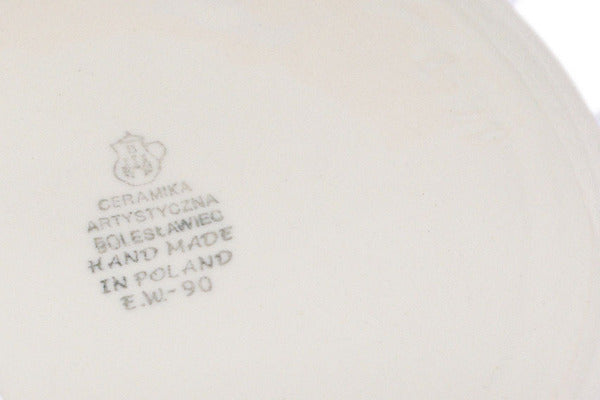 CERAMIKA
ARTYSTYCZNA
BOLESŁAWIEC
HAND MADE
IN POLAND
E.W.-90